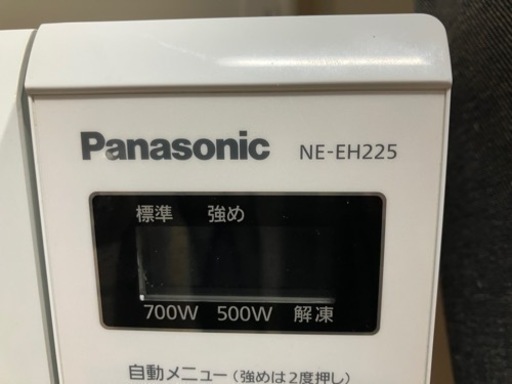 Panasonic NE-EH225
標準 強め
700W 500W 解凍
自動メニュー(強めは2度押し)